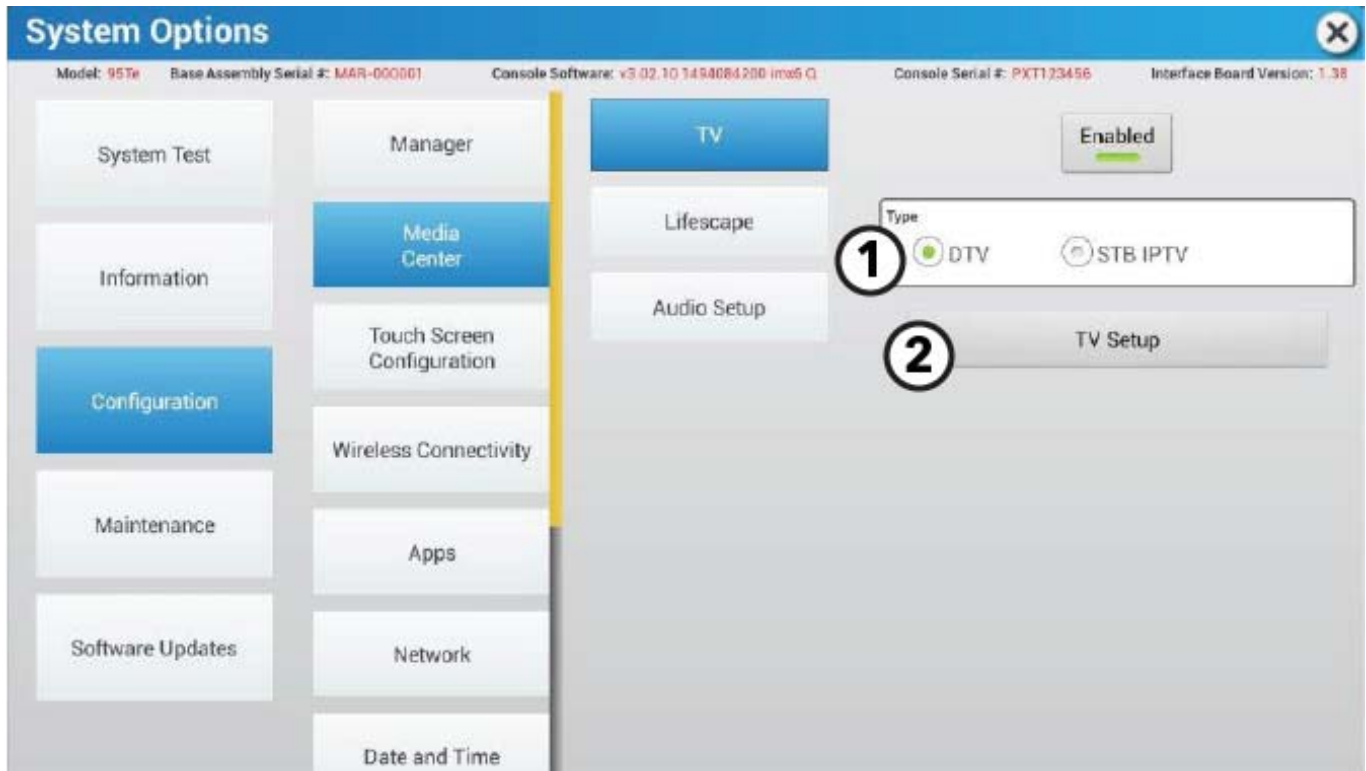 System Options
Model: 95Te Base Assembly Serial #: MAR-000001 Console Software: v3.02.10 1494084200 imx6 Q Console Serial #: PXT123456 Interface Board Version: 1.38
System Test
Information
Configuration
Maintenance
Software Updates
Manager
Media
Center
Touch Screen
Configuration
Wireless Connectivity
Apps
Network
Date and Time
TV
Lifescape
Audio Setup
Enabled
Type
1 DTV STB IPTV
2 TV Setup